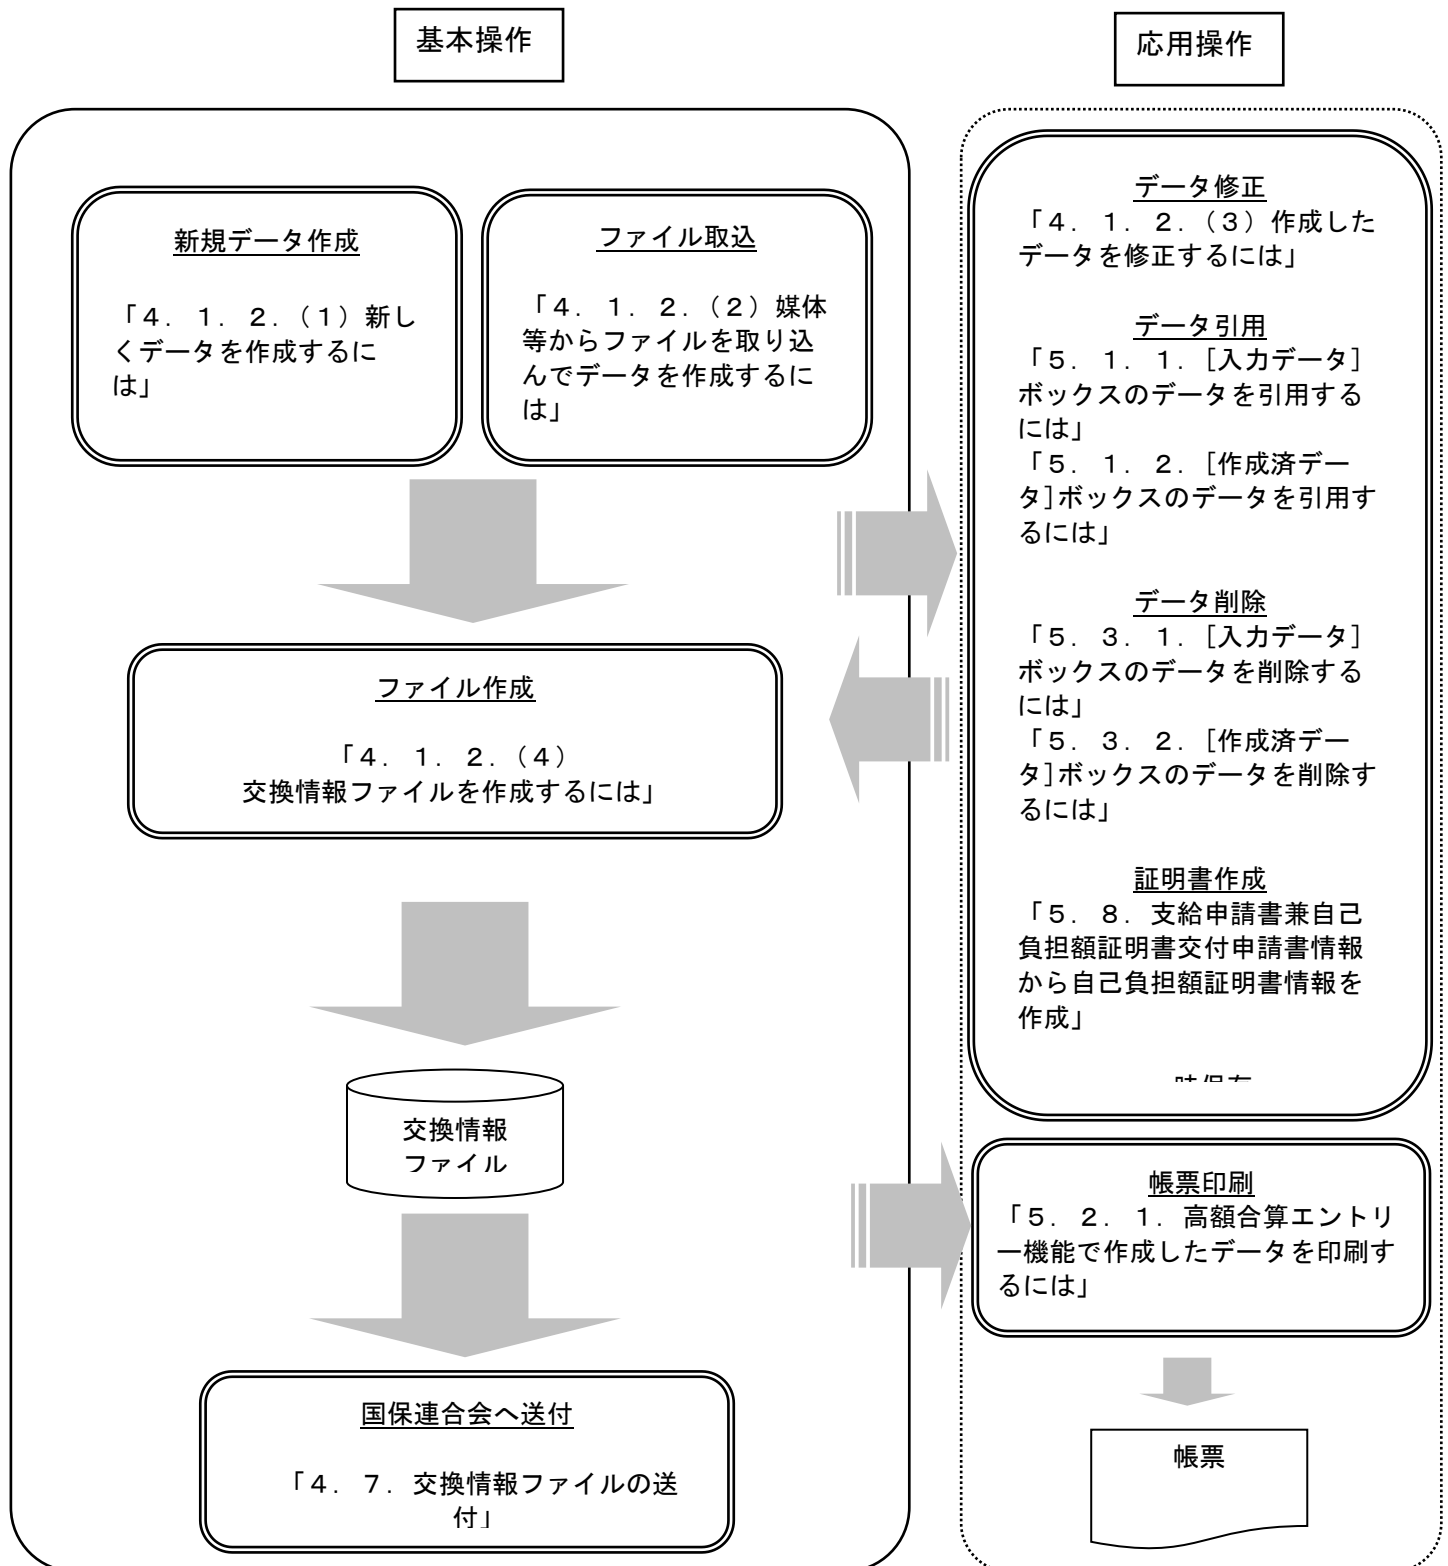 基本操作
応用操作
新規データ作成
「４．１．２．（１）新し
くデータを作成するに
は」
ファイル取込
「４．１．２．（２）媒体
等からファイルを取り込
んでデータを作成するに
は」
ファイル作成
「４．１．２．（４）
交換情報ファイルを作成するには」
交換情報
ファイル
国保連合会へ送付
「４．７．交換情報ファイルの送
付」
データ修正
「４．１．２．（３）作成した
データを修正するには」
データ引用
「５．１．１．[入力データ]
ボックスのデータを引用する
には」
「５．１．２．[作成済デー
タ]ボックスのデータを引用す
るには」
データ削除
「５．３．１．[入力データ]
ボックスのデータを削除する
には」
「５．３．２．[作成済デー
タ]ボックスのデータを削除す
るには」
証明書作成
「５．８．支給申請書兼自己
負担額証明書交付申請書情報
から自己負担額証明書情報を
作成」
時保存
帳票印刷
「５．２．１．高額合算エントリ
ー機能で作成したデータを印刷す
るには」
帳票